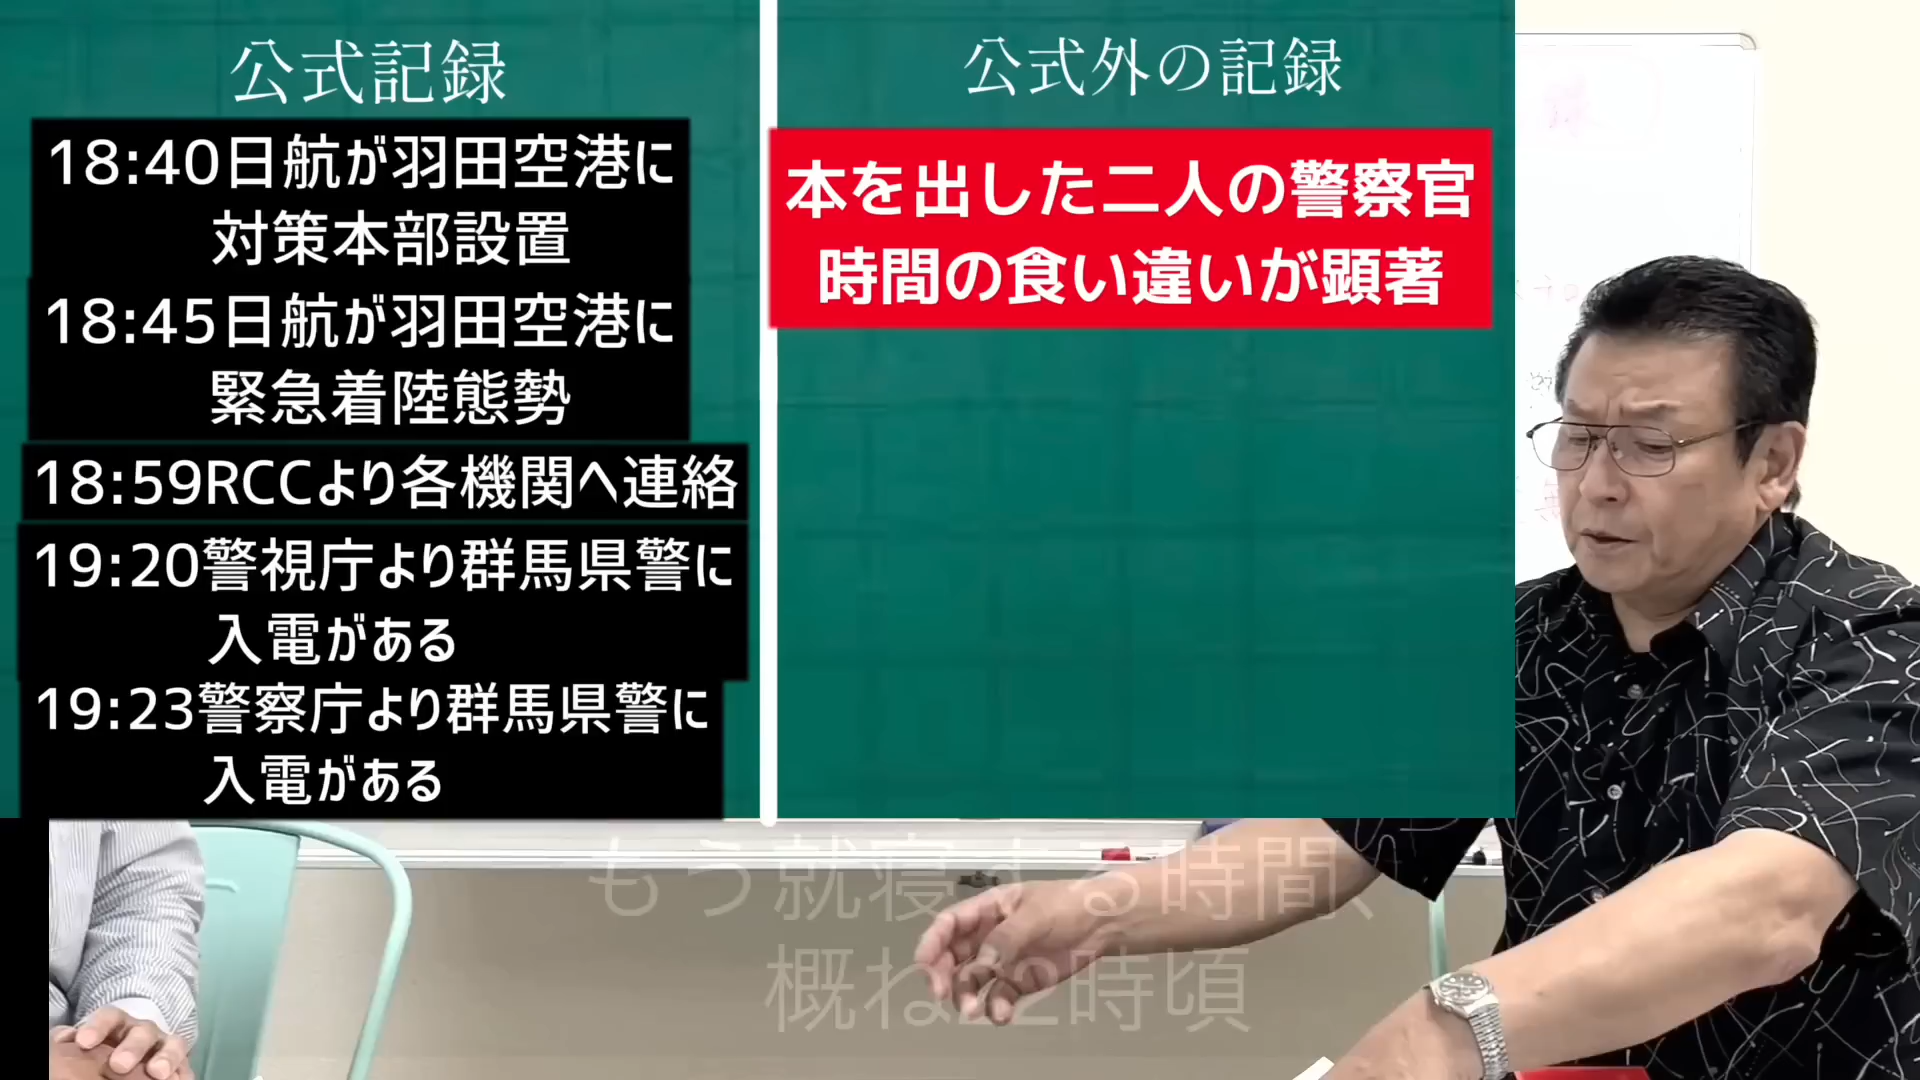 公式記録
18:40日航が羽田空港に
対策本部設置
18:45日航が羽田空港に
緊急着陸態勢
18:59RCCより各機関へ連絡
19:20警視庁より群馬県警に
入電がある
19:23警察庁より群馬県警に
入電がある
公式外の記録
本を出した二人の警察官
時間の食い違いが顕著
もう就寝する時間、
概ね22時頃